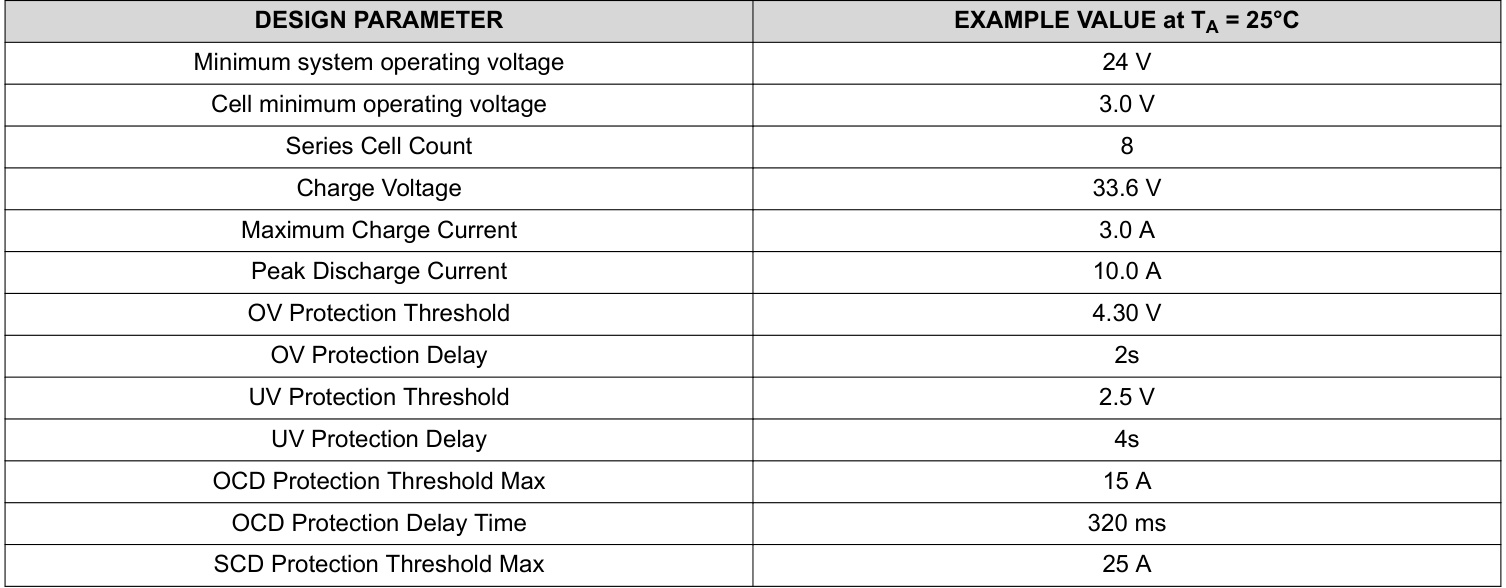 DESIGN PARAMETER EXAMPLE VALUE at TA = 25°C
Minimum system operating voltage 24 V
Cell minimum operating voltage 3.0 V
Series Cell Count 8
Charge Voltage 33.6 V
Maximum Charge Current 3.0 A
Peak Discharge Current 10.0 A
OV Protection Threshold 4.30 V
OV Protection Delay 2s
UV Protection Threshold 2.5 V
UV Protection Delay 4s
OCD Protection Threshold Max 15 A
OCD Protection Delay Time 320 ms
SCD Protection Threshold Max 25 A